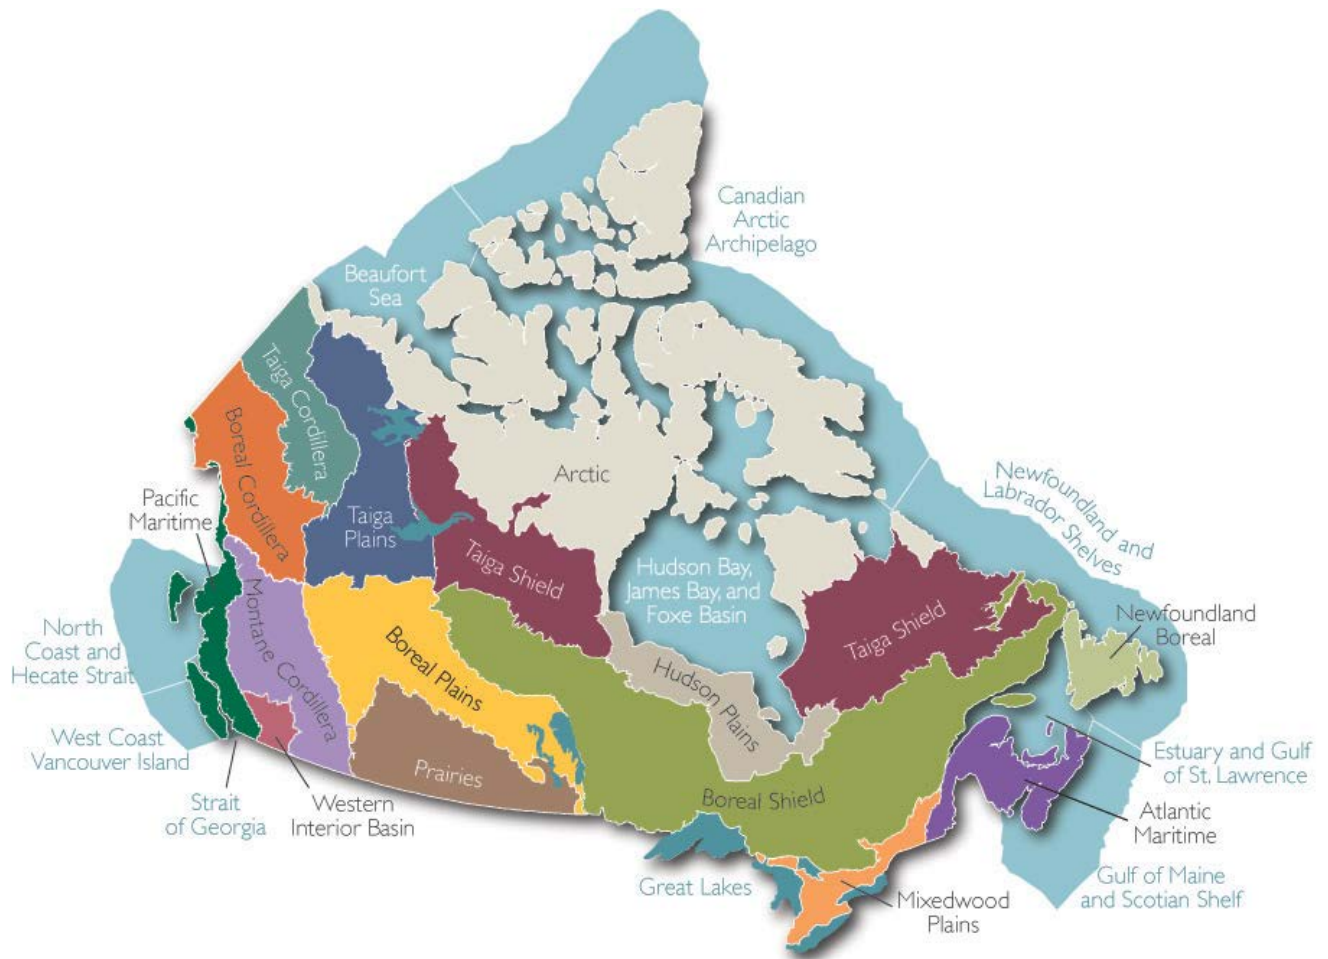 Canadian
Arctic
Archipelago
Beaufort
Sea
Taiga Cordillera
Boreal Cordillera
Arctic
Newfoundland and
Labrador Shelves
Pacific
Maritime
Taiga
Plains
Taiga Shield
Hudson Bay,
James Bay, and
Foxe Basin
Taiga Shield
Newfoundland
Boreal
North
Coast and
Hecate Strait
Montane Cordillera
Boreal Plains
Hudson Plains
West Coast
Vancouver Island
Estuary and Gulf
of St. Lawrence
Prairies
Boreal Shield
Strait
of Georgia
Western
Interior Basin
Atlantic
Maritime
Great Lakes
Mixedwood
Plains
Gulf of Maine
and Scotian Shelf